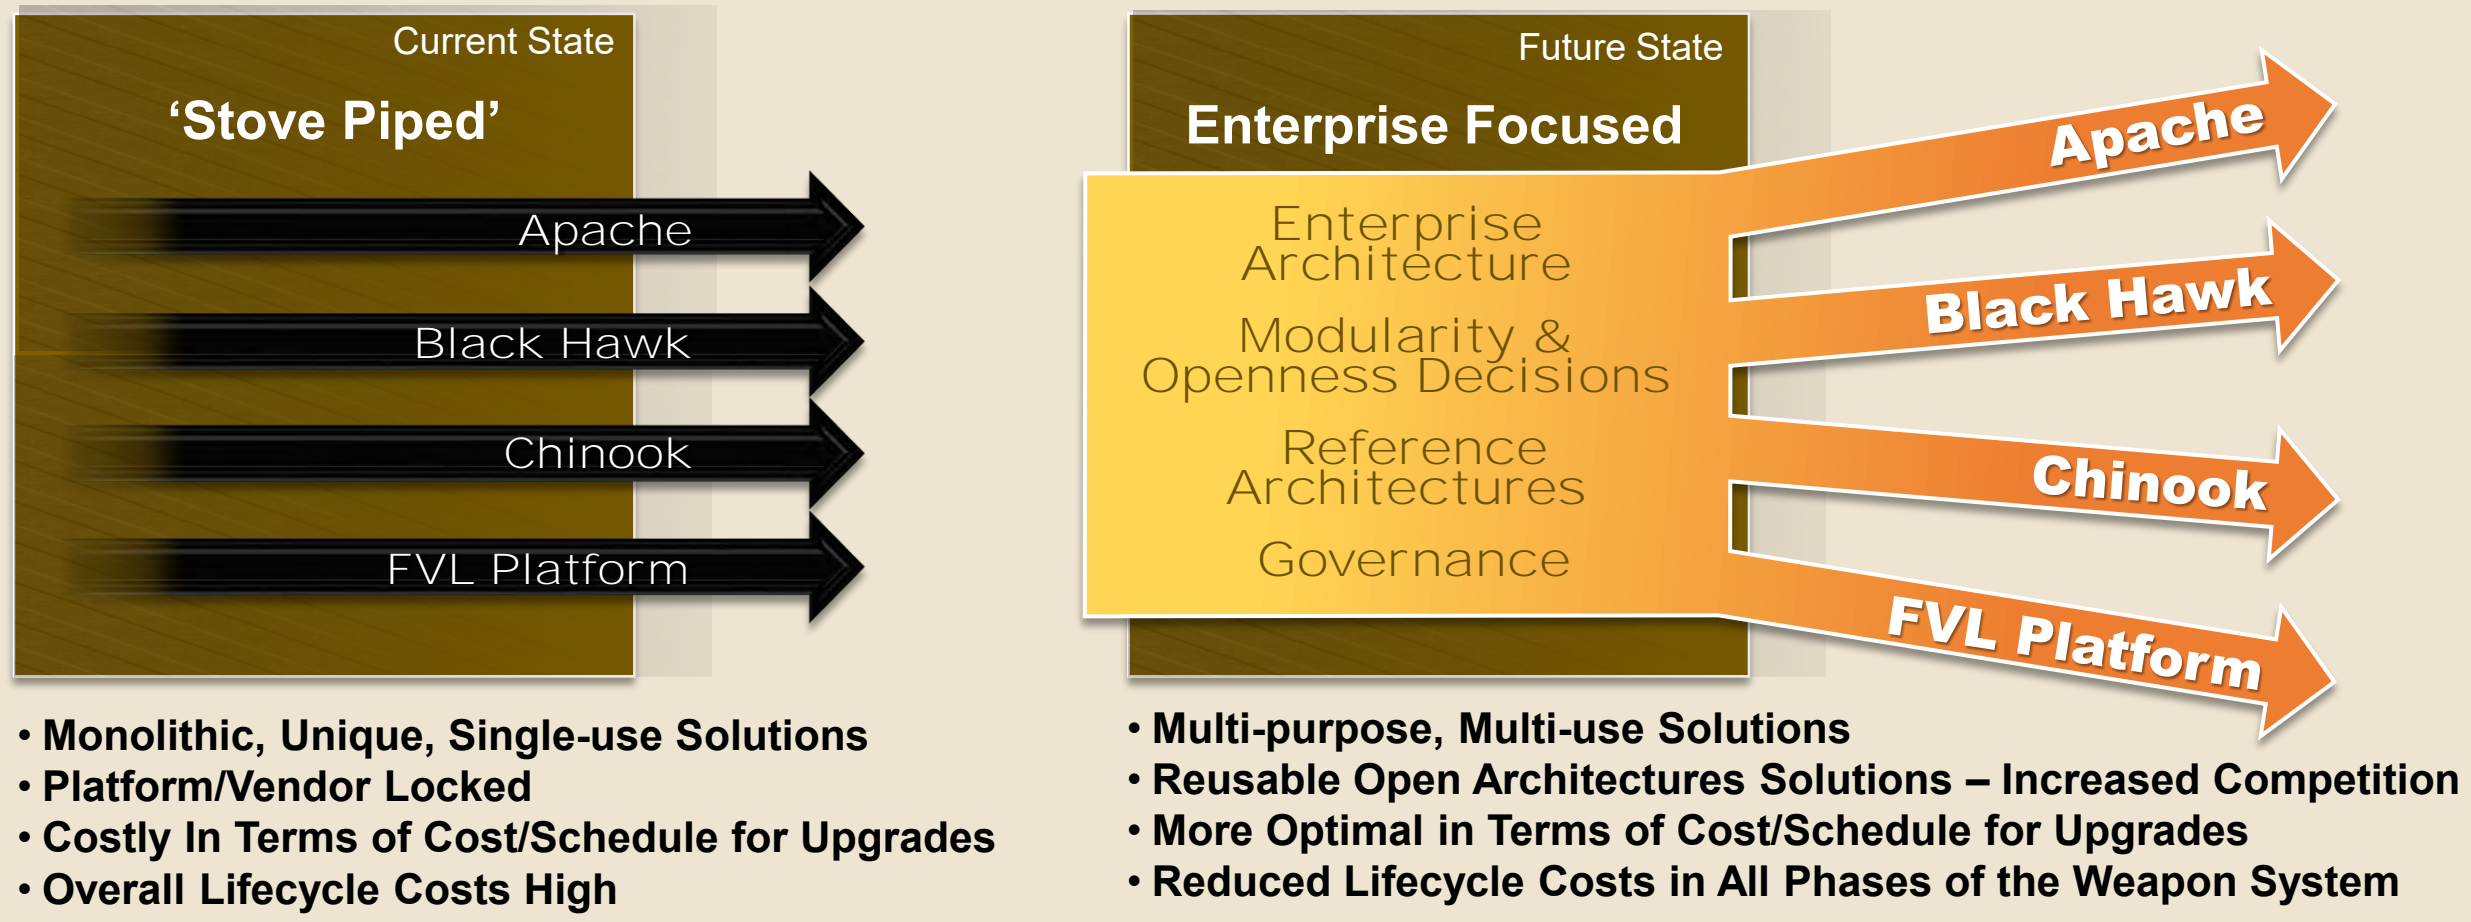 Current State
‘Stove Piped’
Apache
Black Hawk
Chinook
FVL Platform
• Monolithic, Unique, Single-use Solutions
• Platform/Vendor Locked
• Costly In Terms of Cost/Schedule for Upgrades
• Overall Lifecycle Costs High
Future State
Enterprise Focused
Enterprise
Architecture
Modularity &
Openness Decisions
Reference
Architectures
Governance
Apache
Black Hawk
Chinook
FVL Platform
• Multi-purpose, Multi-use Solutions
• Reusable Open Architectures Solutions – Increased Competition
• More Optimal in Terms of Cost/Schedule for Upgrades
• Reduced Lifecycle Costs in All Phases of the Weapon System